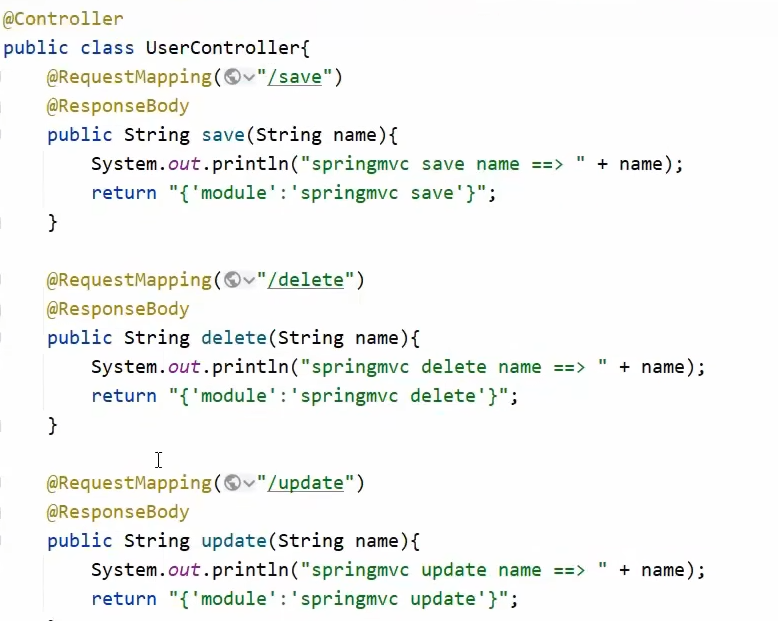 @Controller
public class UserController{
@RequestMapping("/save")
@ResponseBody
public String save(String name){
System.out.println("springmvc save name ==> " + name);
return "{'module':'springmvc save'}";
}
@RequestMapping("/delete")
@ResponseBody
public String delete(String name){
System.out.println("springmvc delete name ==> " + name);
return "{'module':'springmvc delete'}";
}
@RequestMapping("/update")
@ResponseBody
public String update(String name){
System.out.println("springmvc update name ==> " + name);
return "{'module':'springmvc update'}";